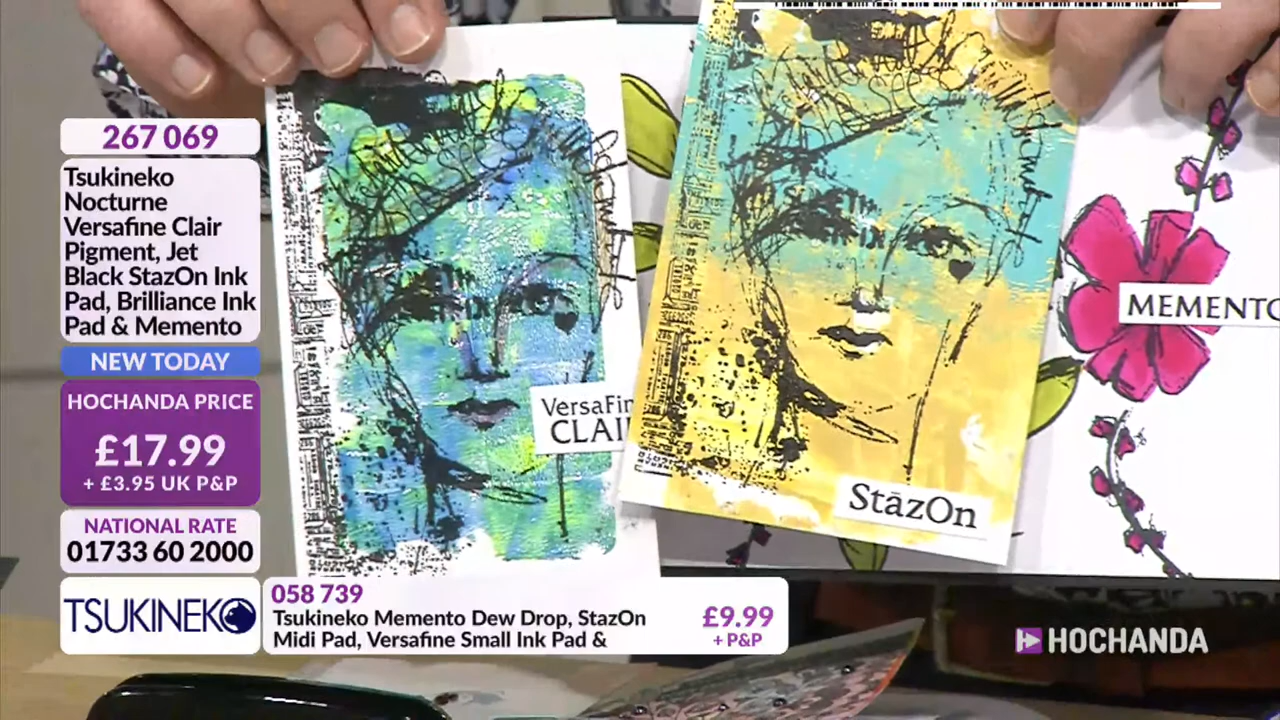 267 069
Tsukineko
Nocturne
Versafine Clair
Pigment, Jet
Black StazOn Ink
Pad, Brilliance Ink
Pad & Memento
NEW TODAY
HOCHANDA PRICE
£17.99
+ £3.95 UK P&P
NATIONAL RATE
01733 60 2000
TSUKINEKO
058 739
Tsukineko Memento Dew Drop, StazOn
Midi Pad, Versafine Small Ink Pad &
£9.99
+ P&P
VersaFin
CLAI
StāzOn
MEMENTO
HOCHANDA